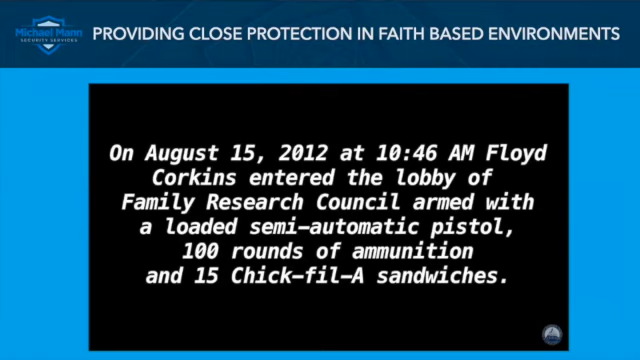 Michael Mann
SECURITY SERVICES
PROVIDING CLOSE PROTECTION IN FAITH BASED ENVIRONMENTS
On August 15, 2012 at 10:46 AM Floyd
Corkins entered the lobby of
Family Research Council armed with
a loaded semi-automatic pistol,
100 rounds of ammunition
and 15 Chick-fil-A sandwiches.